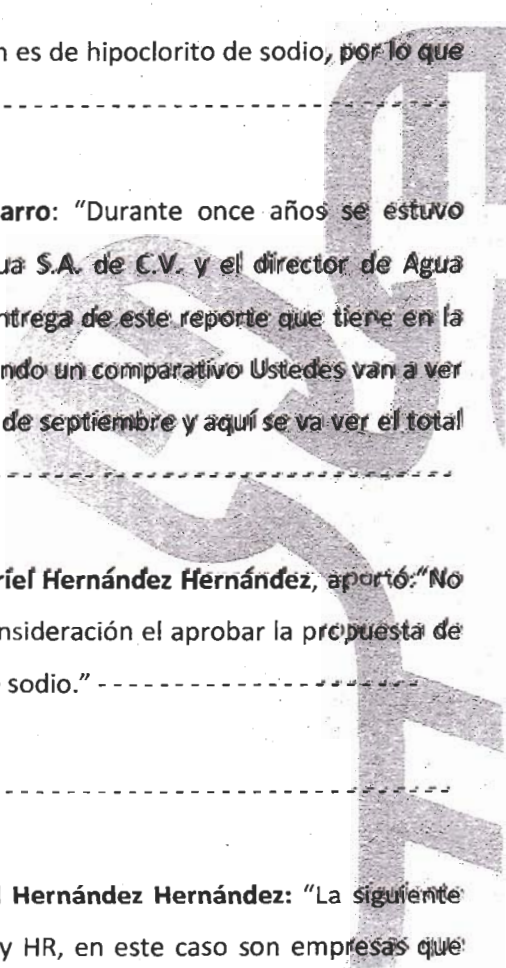 n es de hipoclorito de sodio, por lo que
- - - - - - - - - - - - - - - - - - - - - - - - - - - - - - - -
arro: "Durante once años se estuvo
ua S.A. de C.V. y el director de Agua
ntrega de este reporte que tiene en la
ndo un comparativo Ustedes van a ver
de septiembre y aquí se va ver el total
- - - - - - - - - - - - - - - - - - - - - - - - - - - - - - - -
riel Hernández Hernández, aportó:"No
nsideración el aprobar la propuesta de
sodio." - - - - - - - - - - - - - - - - - - - - - - -
- - - - - - - - - - - - - - - - - - - - - - - - - - - - - - - -
l Hernández Hernández: "La siguiente
y HR, en este caso son empresas que